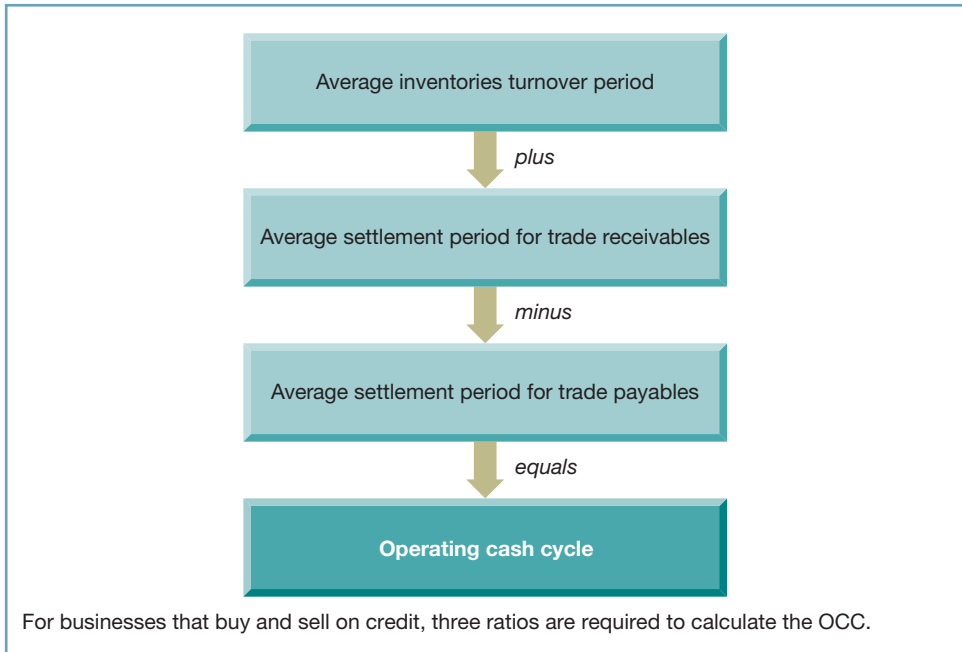 Average inventories turnover period
plus
Average settlement period for trade receivables
minus
Average settlement period for trade payables
equals
Operating cash cycle
For businesses that buy and sell on credit, three ratios are required to calculate the OCC.